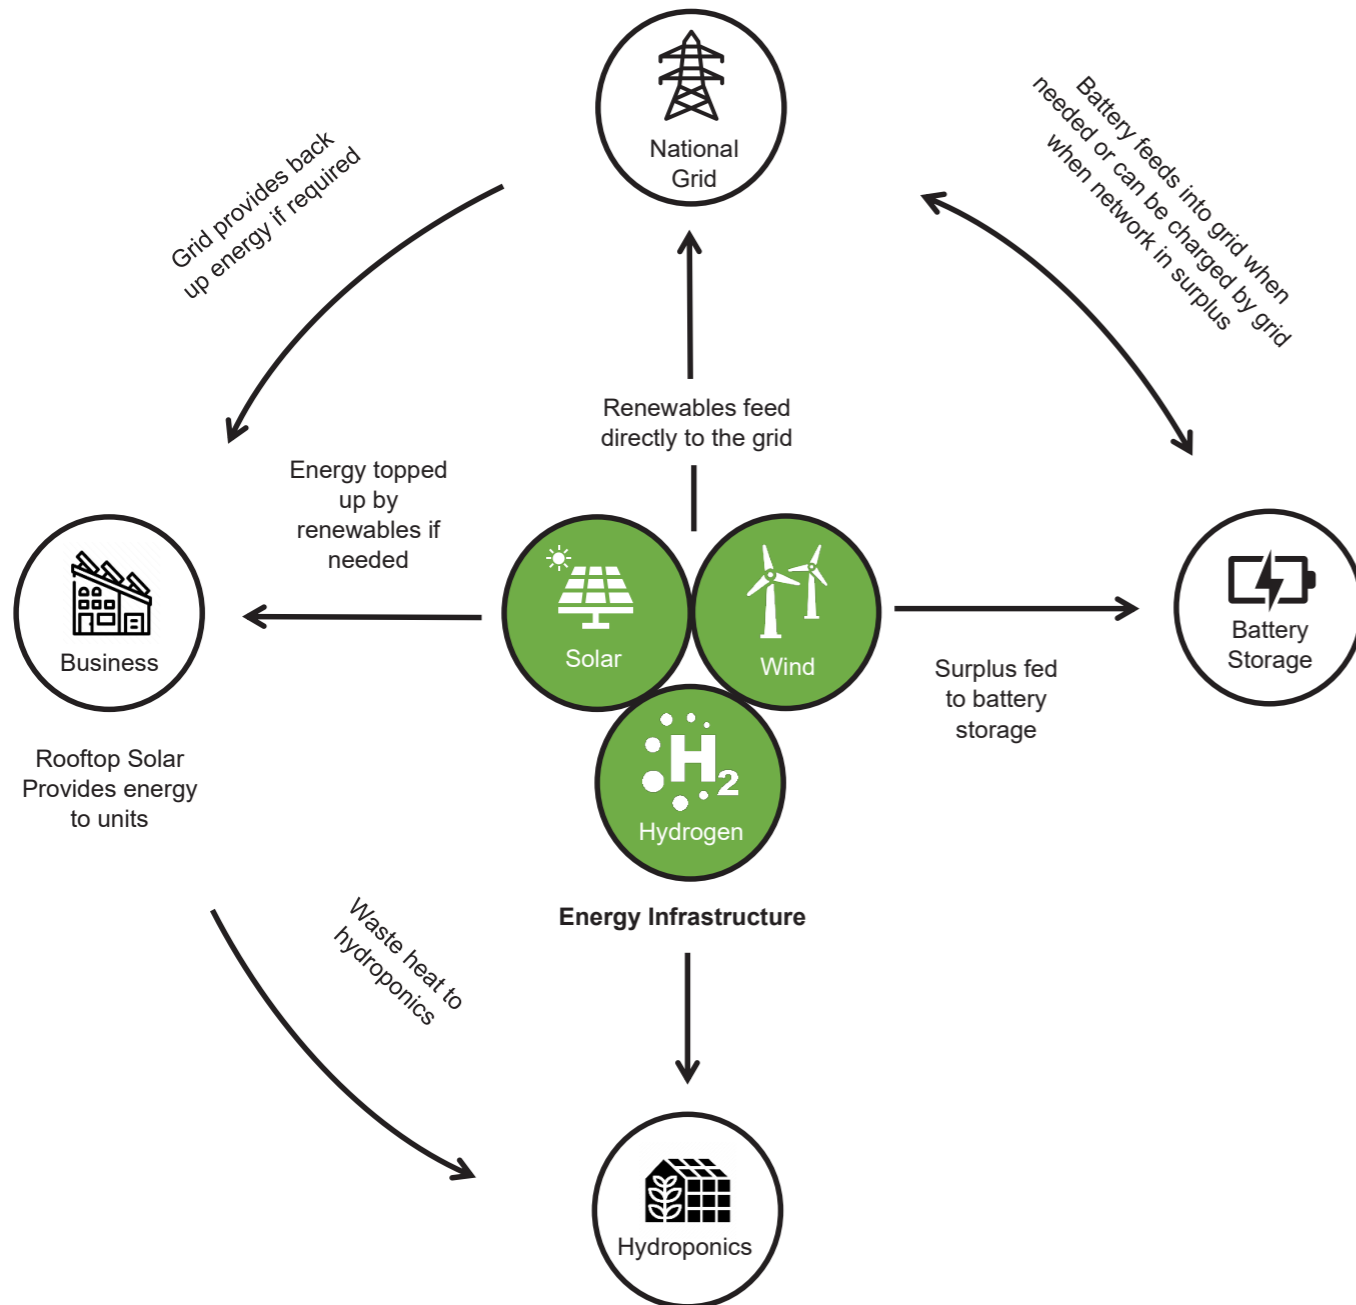 National
Grid
Grid provides back
up energy if required
Battery feeds into grid when
needed or can be charged by grid
when network in surplus
Renewables feed
directly to the grid
Energy topped
up by
renewables if
needed
Business
Solar
Wind
Battery
Storage
Surplus fed
to battery
storage
Rooftop Solar
Provides energy
to units
H2
Hydrogen
Energy Infrastructure
Waste heat to
hydroponics
Hydroponics